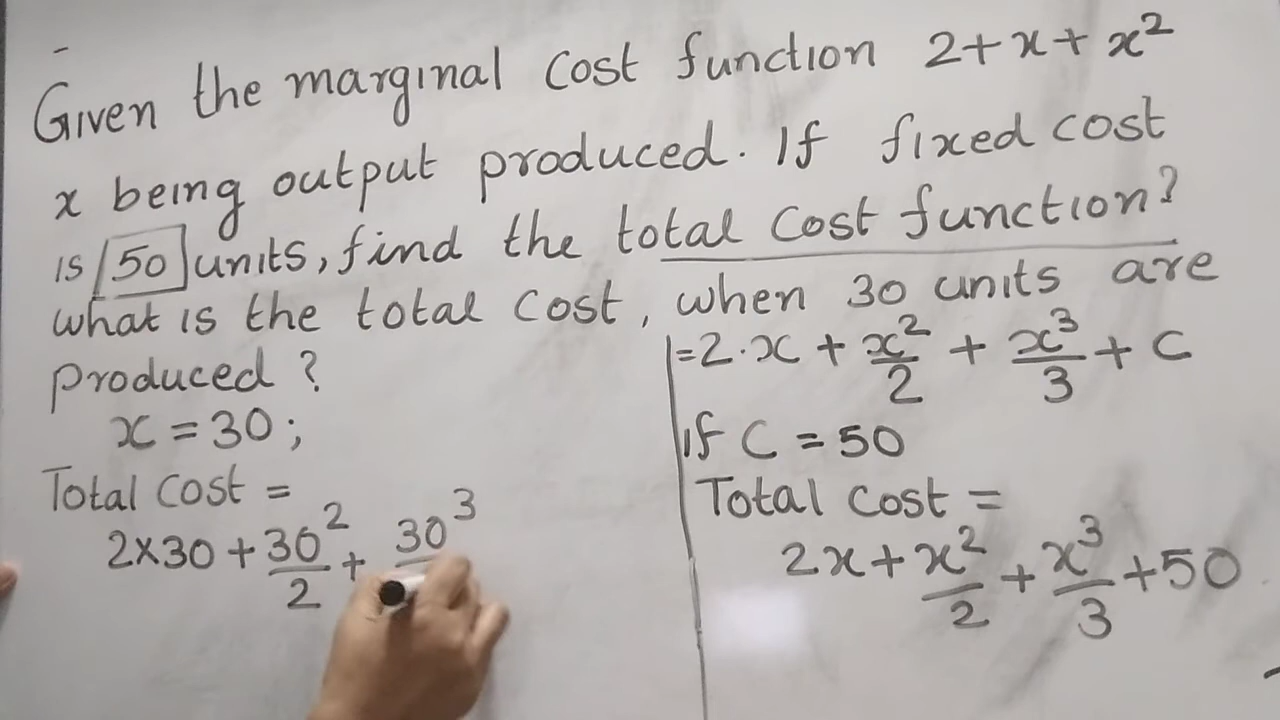 Given the marginal cost function 2+x+x²
x being output produced. If fixed cost
is 50 units, find the total cost function?
what is the total cost, when 30 units are
produced?
x = 30;
Total cost =
2×30 + 30²/2 + 30³
|=2·x + x²/2 + x³/3 + C
if C = 50
Total cost =
2x + x²/2 + x³/3 + 50